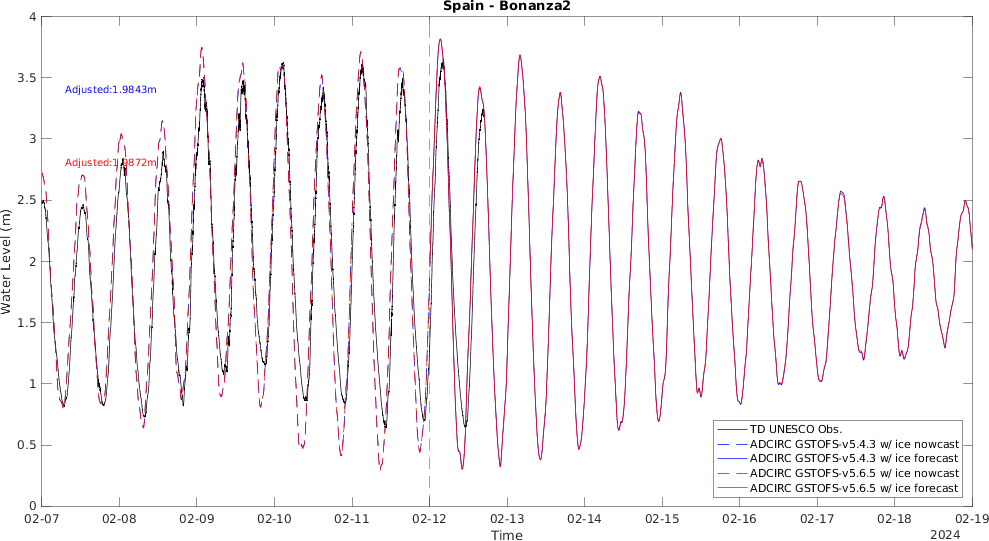 Spain - Bonanza2
4
3.5
3
2.5
2
1.5
1
0.5
0
Water Level (m)
Adjusted:1.9843m
Adjusted:1.9872m
TD UNESCO Obs.
ADCIRC GSTOFS-v5.4.3 w/ ice nowcast
ADCIRC GSTOFS-v5.4.3 w/ ice forecast
ADCIRC GSTOFS-v5.6.5 w/ ice nowcast
ADCIRC GSTOFS-v5.6.5 w/ ice forecast
02-07 02-08 02-09 02-10 02-11 02-12 02-13 02-14 02-15 02-16 02-17 02-18 02-19
Time
2024